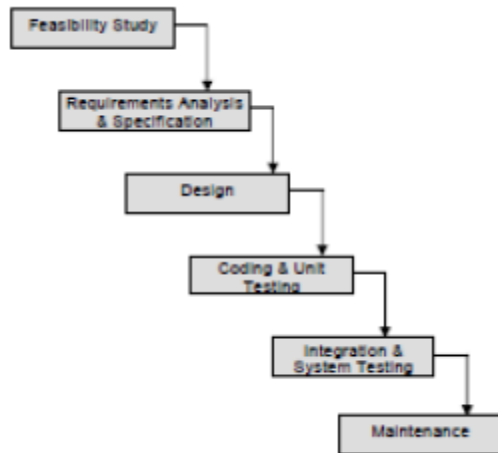 Feasibility Study
Requirements Analysis
& Specification
Design
Coding & Unit
Testing
Integration &
System Testing
Maintenance